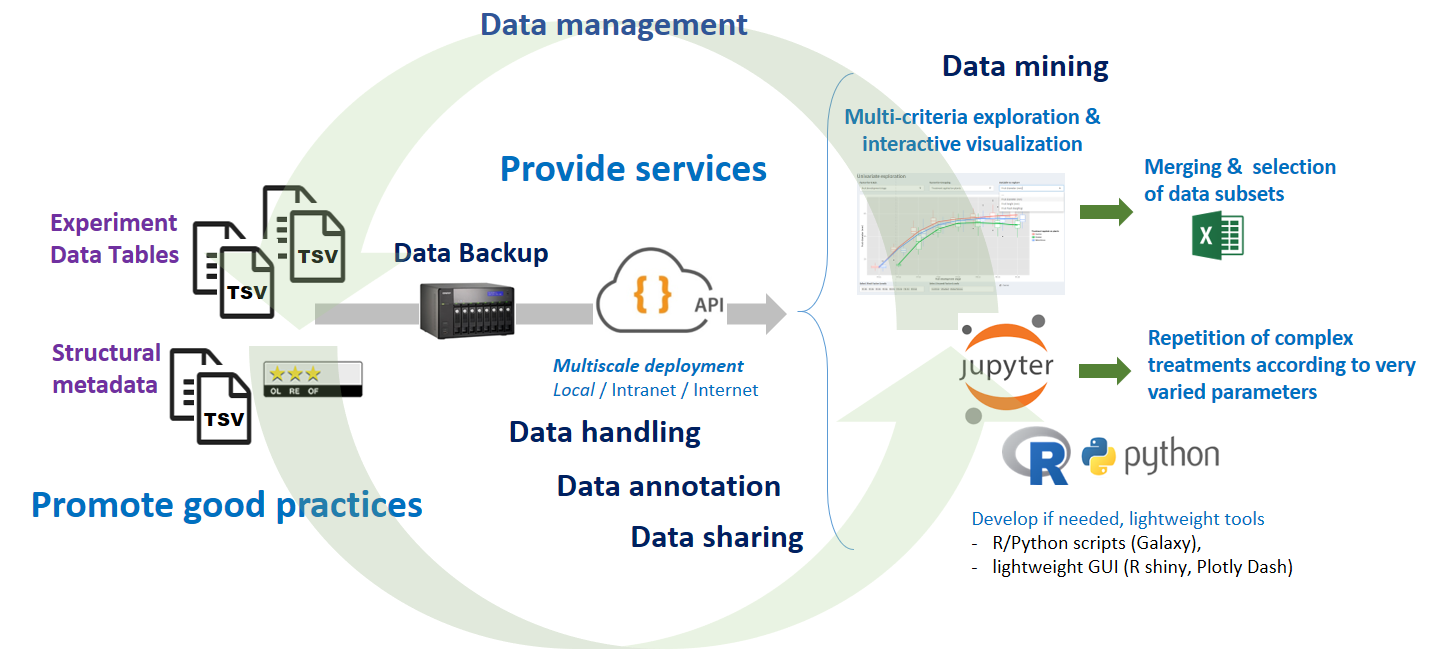 Data management
Data mining
Multi-criteria exploration &
interactive visualization
Provide services
Merging & selection
of data subsets
X
Univariate exploration
Experiment
Data Tables
TSV
TSV
Data Backup
{ }
API
Structural
metadata
TSV
OL RE OF
Multiscale deployment
Local / Intranet / Internet
jupyter
Repetition of complex
treatments according to very
varied parameters
Data handling
R
python
Data annotation
Promote good practices
Data sharing
Develop if needed, lightweight tools
- R/Python scripts (Galaxy),
- lightweight GUI (R shiny, Plotly Dash)